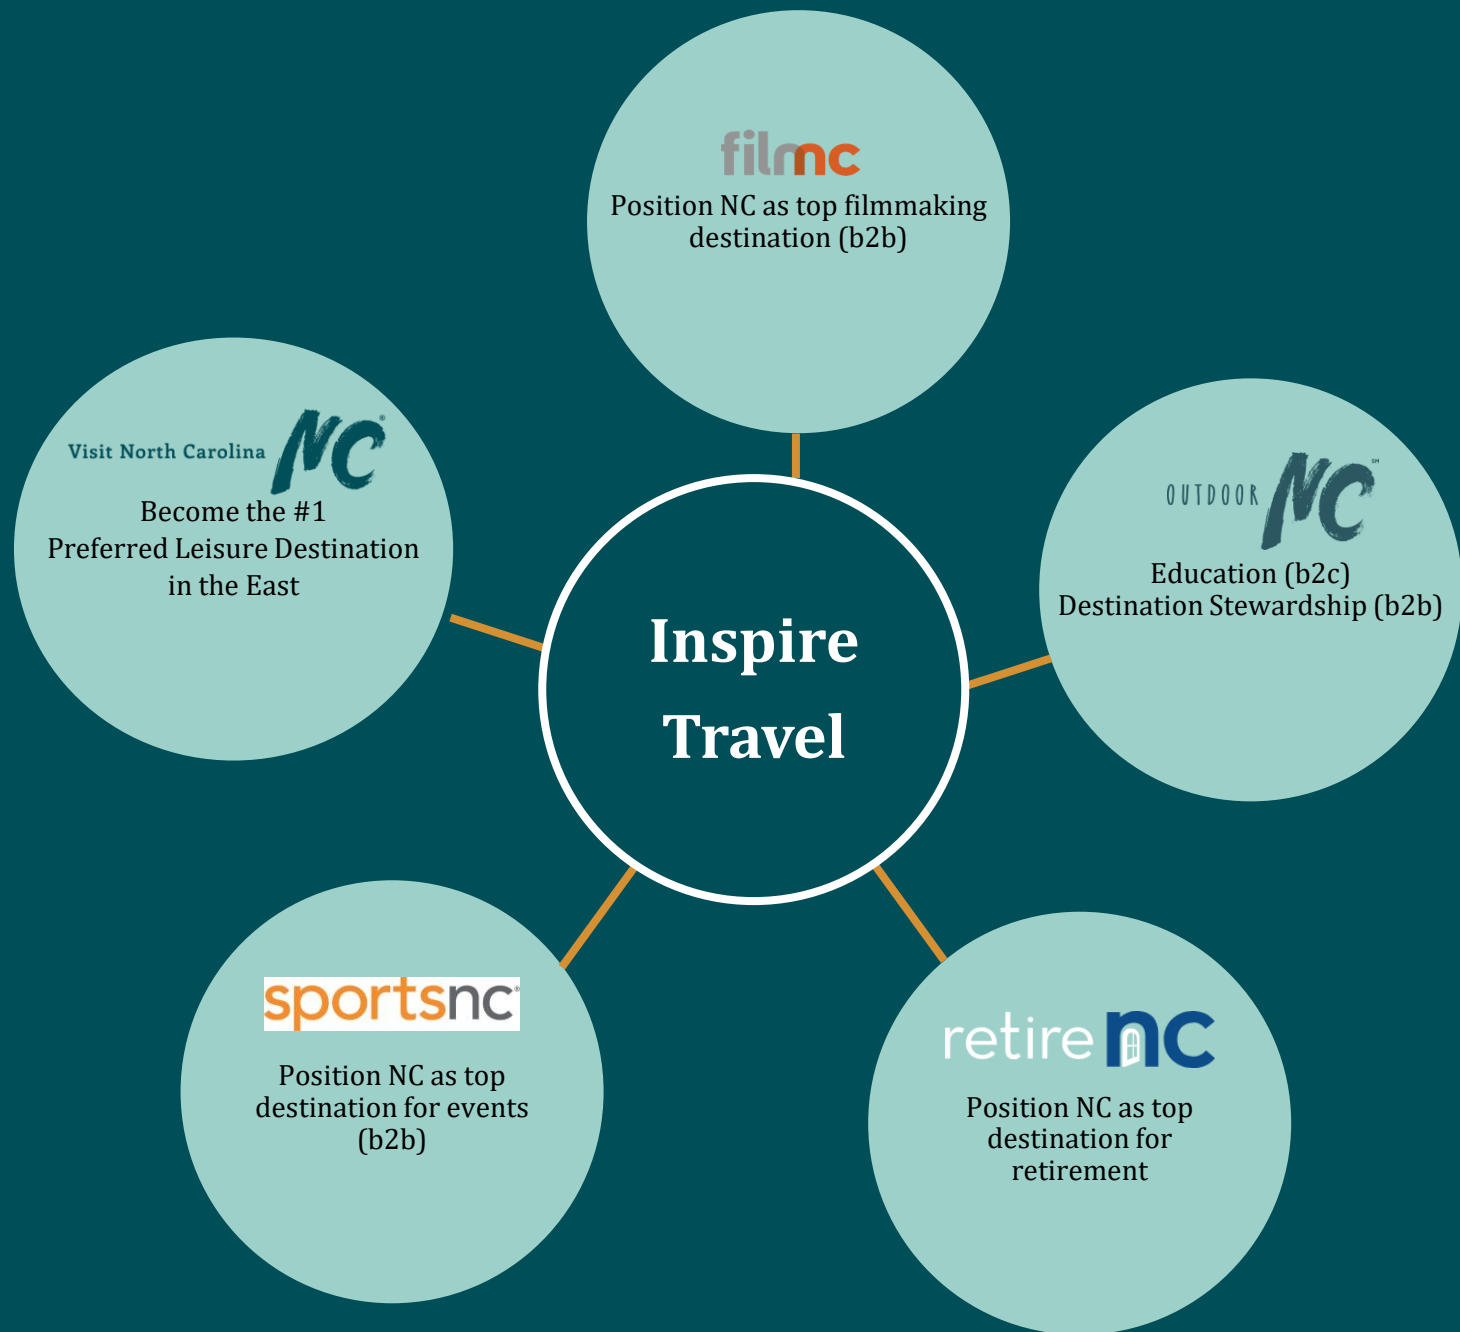 filmnc
Position NC as top filmmaking
destination (b2b)
Visit North Carolina NC®
Become the #1
Preferred Leisure Destination
in the East
OUTDOOR NC℠
Education (b2c)
Destination Stewardship (b2b)
Inspire
Travel
sportsnc®
Position NC as top
destination for events
(b2b)
retire nc
Position NC as top
destination for
retirement